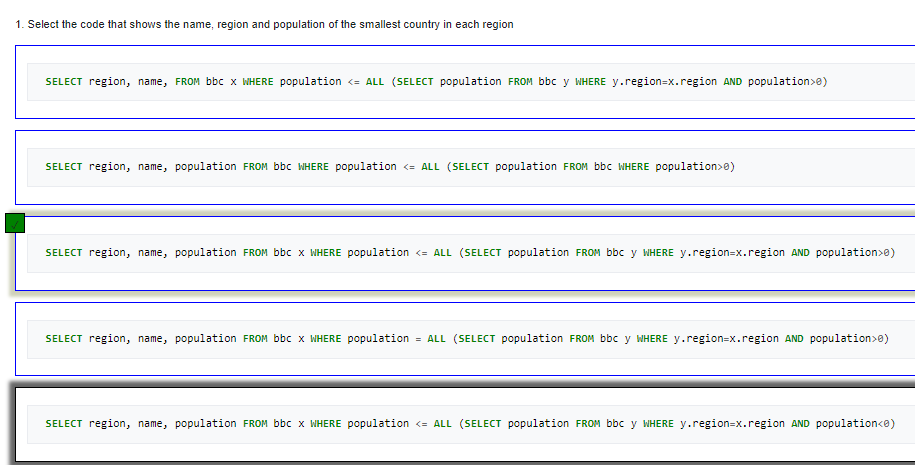 1. Select the code that shows the name, region and population of the smallest country in each region
SELECT region, name, FROM bbc x WHERE population <= ALL (SELECT population FROM bbc y WHERE y.region=x.region AND population>0)
SELECT region, name, population FROM bbc WHERE population <= ALL (SELECT population FROM bbc WHERE population>0)
SELECT region, name, population FROM bbc x WHERE population <= ALL (SELECT population FROM bbc y WHERE y.region=x.region AND population>0)
SELECT region, name, population FROM bbc x WHERE population = ALL (SELECT population FROM bbc y WHERE y.region=x.region AND population>0)
SELECT region, name, population FROM bbc x WHERE population <= ALL (SELECT population FROM bbc y WHERE y.region=x.region AND population<0)